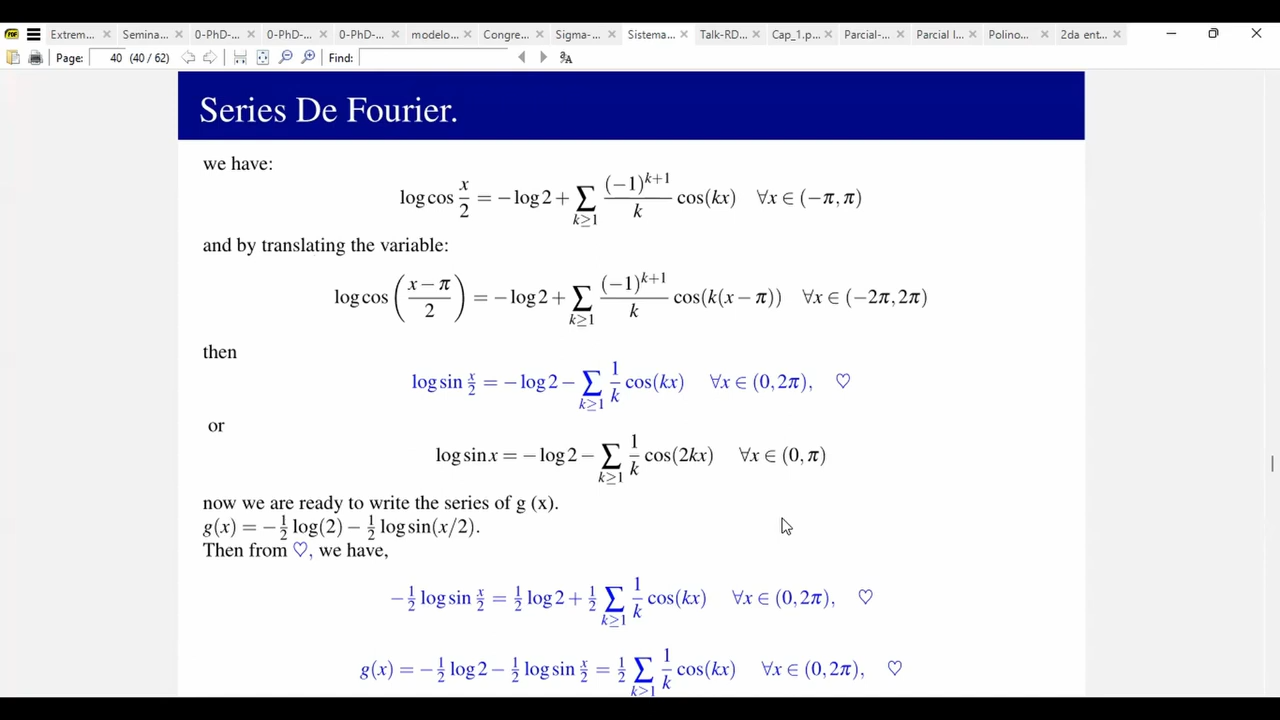 Extrem... × Semina... × 0-PhD-... × 0-PhD-... × 0-PhD-... × modelo... × Congre... × Sigma-... × Sistema... × Talk-RD... × Cap_1.p... × Parcial-... × Parcial I... × Polino... × 2da ent... ×
Page: 40 (40 / 62) Find:
Series De Fourier.
we have:
log cos x/2 = − log 2 + ∑_{k≥1} (−1)^{k+1}/k cos(kx) ∀x ∈ (−π, π)
and by translating the variable:
log cos ((x − π)/2) = − log 2 + ∑_{k≥1} (−1)^{k+1}/k cos(k(x − π)) ∀x ∈ (−2π, 2π)
then
log sin x/2 = − log 2 − ∑_{k≥1} 1/k cos(kx) ∀x ∈ (0, 2π), ♡
or
log sin x = − log 2 − ∑_{k≥1} 1/k cos(2kx) ∀x ∈ (0, π)
now we are ready to write the series of g (x).
g(x) = −1/2 log(2) − 1/2 log sin(x/2).
Then from ♡, we have,
−1/2 log sin x/2 = 1/2 log 2 + 1/2 ∑_{k≥1} 1/k cos(kx) ∀x ∈ (0, 2π), ♡
g(x) = −1/2 log 2 − 1/2 log sin x/2 = 1/2 ∑_{k≥1} 1/k cos(kx) ∀x ∈ (0, 2π), ♡